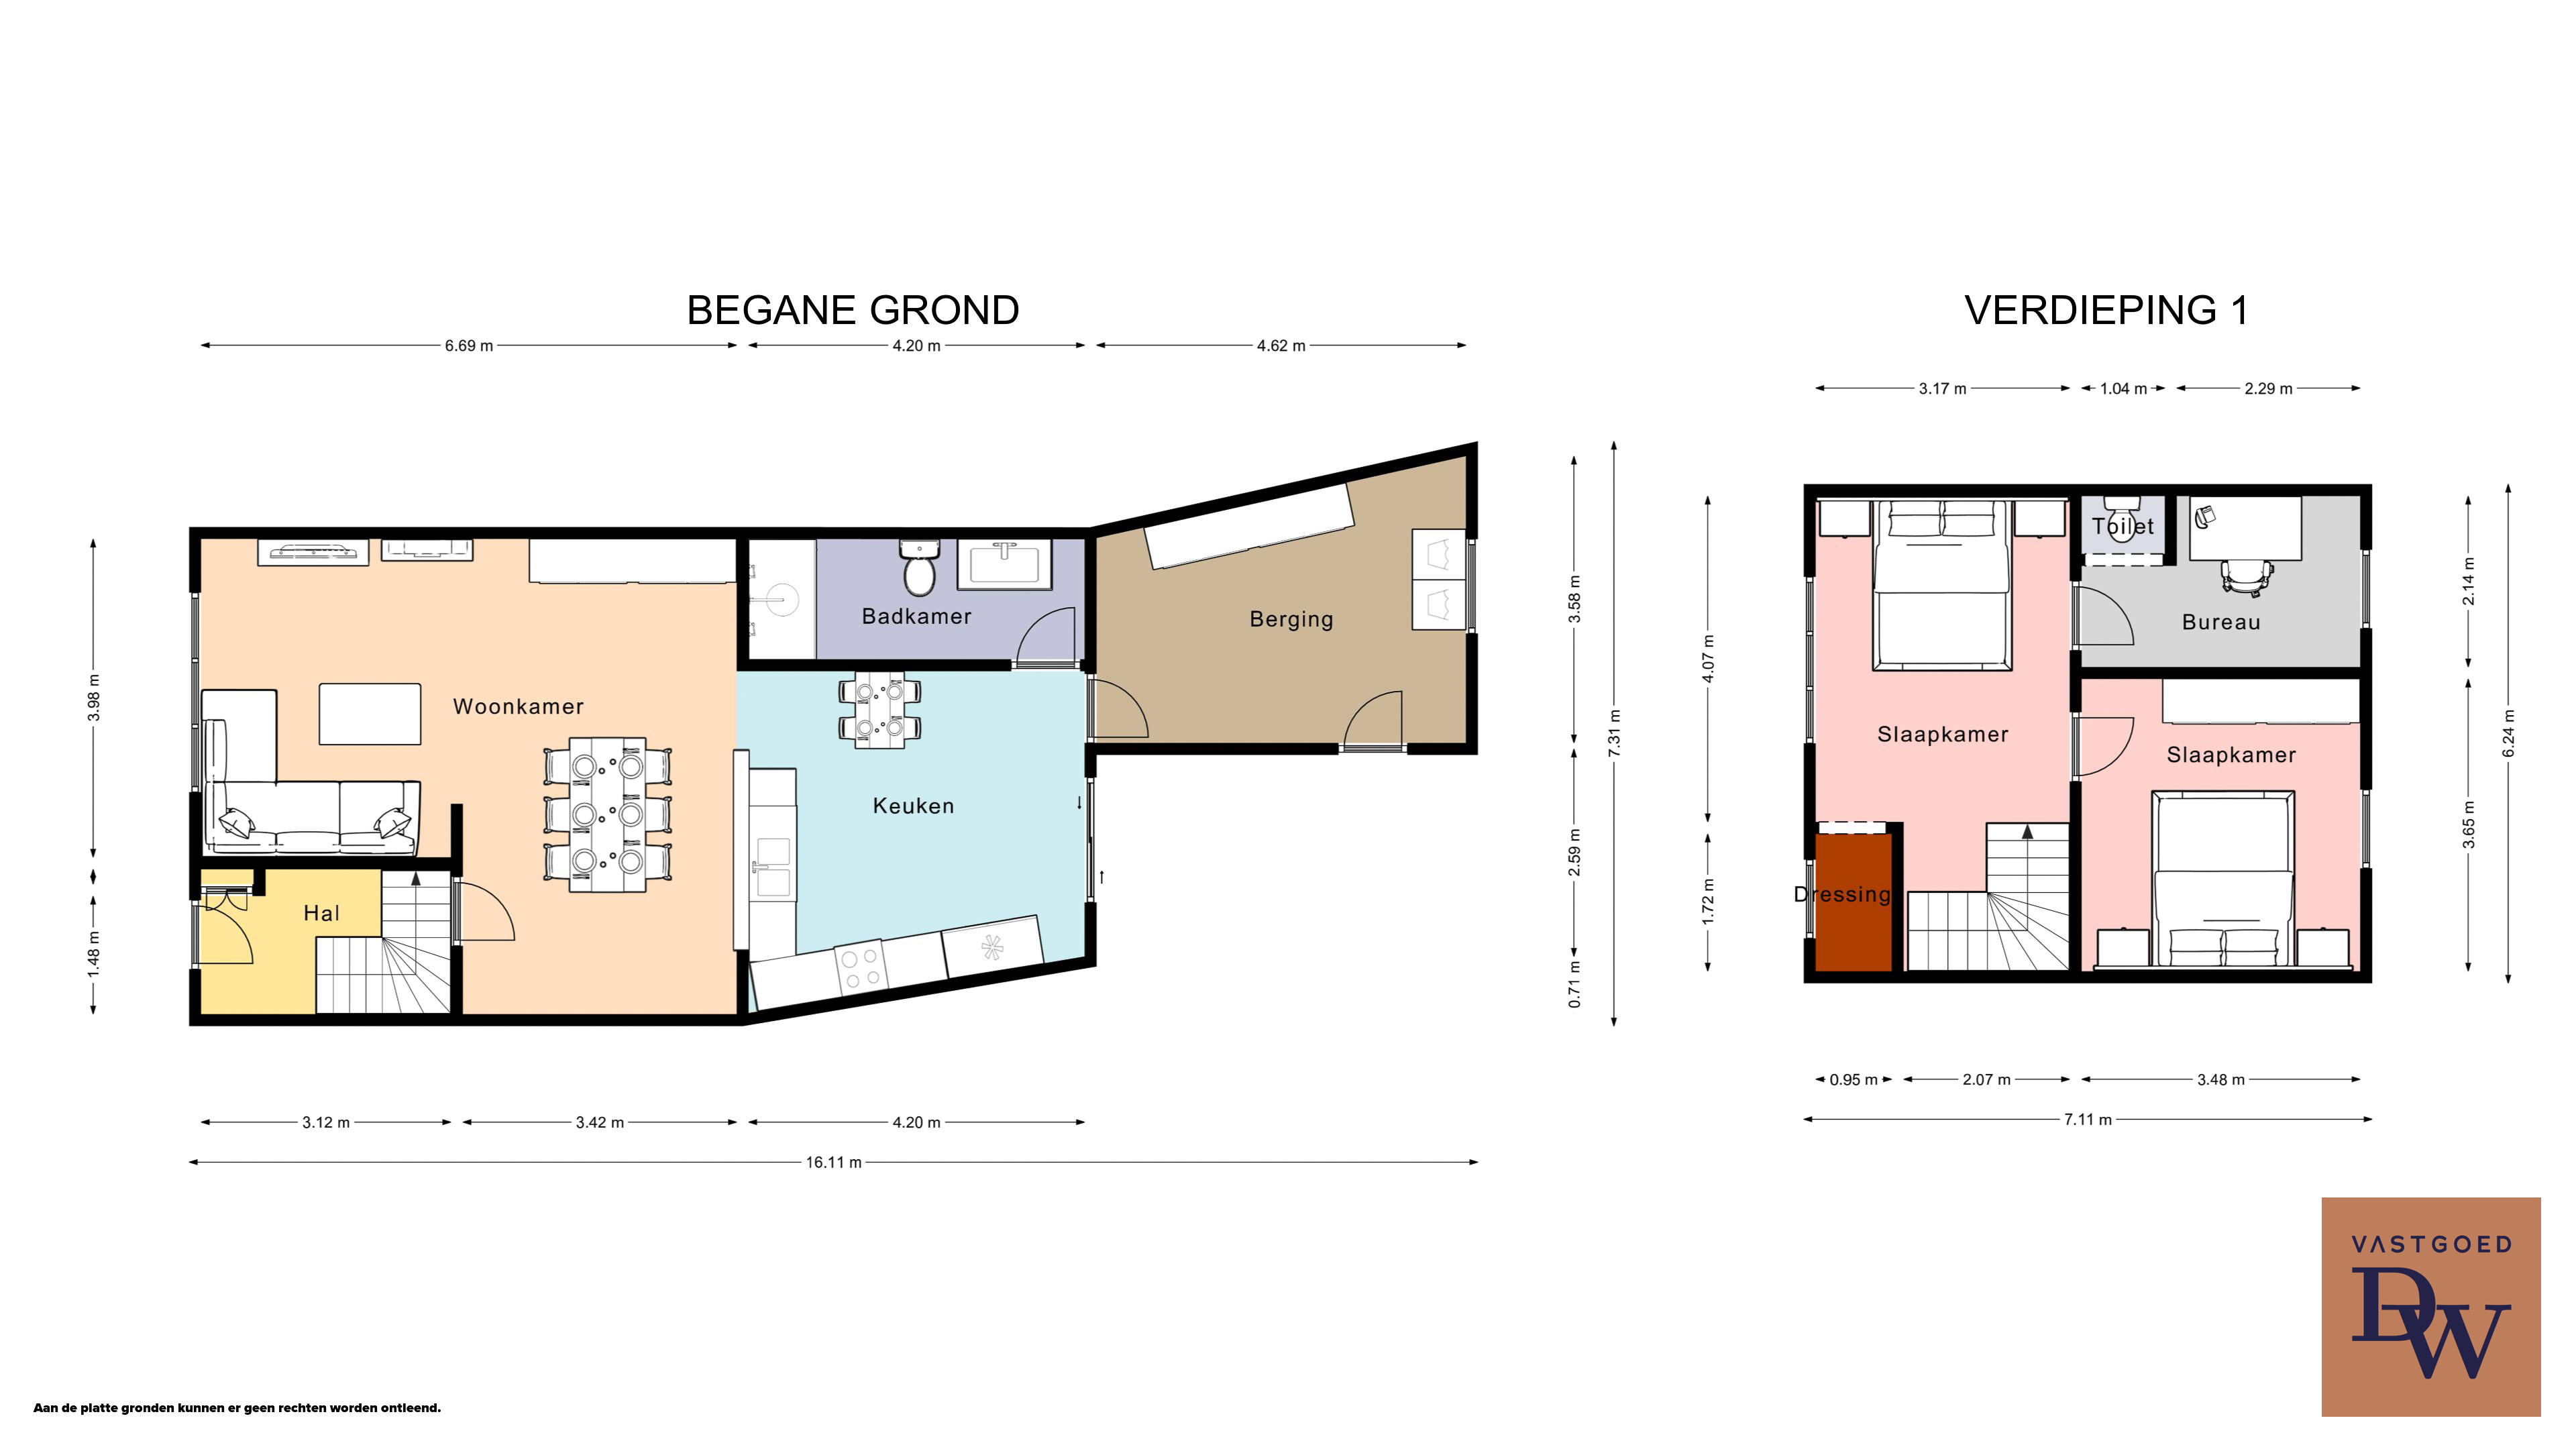 BEGANE GROND
VERDIEPING 1
6.69 m
4.20 m
4.62 m
3.17 m
1.04 m
2.29 m
3.98 m
1.48 m
Woonkamer
Badkamer
Keuken
Berging
Hal
3.58 m
2.59 m
0.71 m
7.31 m
4.07 m
1.72 m
Toilet
Bureau
Slaapkamer
Slaapkamer
Dressing
2.14 m
3.65 m
6.24 m
3.12 m
3.42 m
4.20 m
16.11 m
0.95 m
2.07 m
3.48 m
7.11 m
VASTGOED
DW
Aan de platte gronden kunnen er geen rechten worden ontleend.